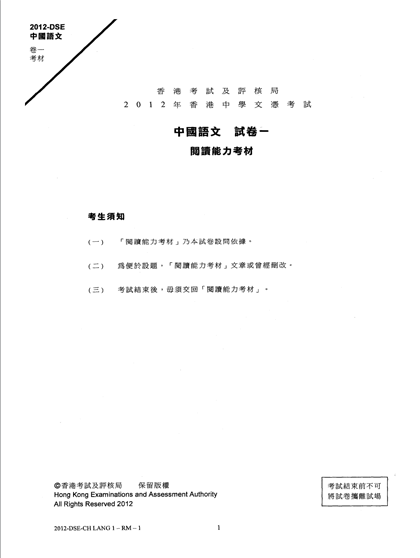 2012-DSE
中國語文
卷一
考材
香港考試及評核局
2012年香港中學文憑考試
中國語文 試卷一
閱讀能力考材
考生須知
(一) 「閱讀能力考材」乃本試卷設問依據。
(二) 為便於設題，「閱讀能力考材」文章或曾經刪改。
(三) 考試結束後，毋須交回「閱讀能力考材」。
©香港考試及評核局 保留版權
Hong Kong Examinations and Assessment Authority
All Rights Reserved 2012
考試結束前不可
將試卷攜離試場
2012-DSE-CH LANG 1 – RM – 1
1